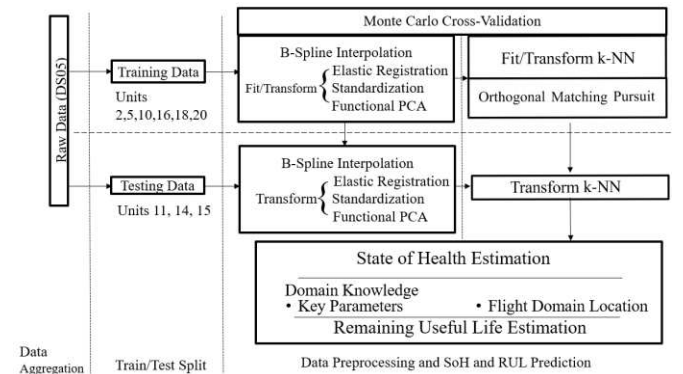 Monte Carlo Cross-Validation
Raw Data (DS05)
Training Data
Units
2,5,10,16,18,20
B-Spline Interpolation
Fit/Transform
Elastic Registration
Standardization
Functional PCA
Fit/Transform k-NN
Orthogonal Matching Pursuit
Testing Data
Units 11, 14, 15
B-Spline Interpolation
Transform
Elastic Registration
Standardization
Functional PCA
Transform k-NN
State of Health Estimation
Domain Knowledge
• Key Parameters • Flight Domain Location
Remaining Useful Life Estimation
Data
Aggregation
Train/Test Split
Data Preprocessing and SoH and RUL Prediction